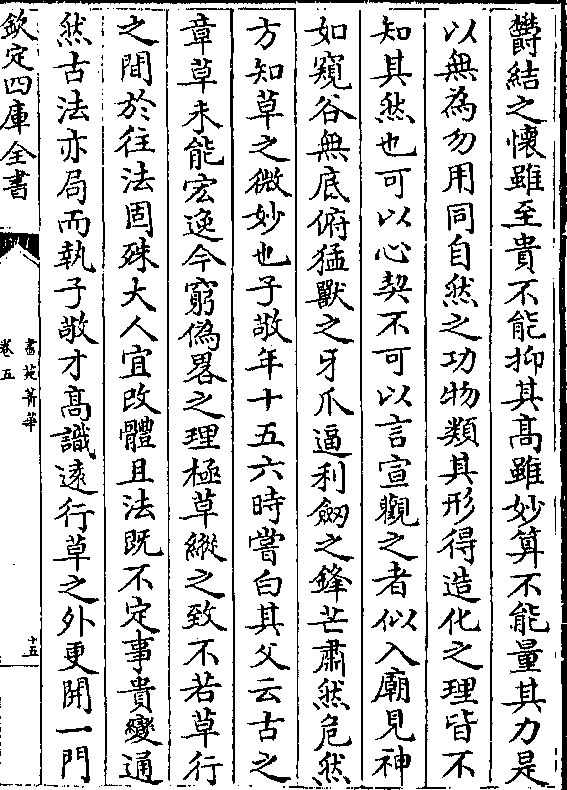 欝結之懷雖至貴不能抑其髙雖妙算不能量其力是
以無為勿用同自然之功物類其形得造化之理皆不
知其然也可以心契不可以言宣觀之者似入廟見神
如窺谷無底俯猛獸之牙爪逼利劔之鋒芒肅然危然
方知草之微妙也子敬年十五六時嘗白其父云古之
章草未能宏逸今窮偽畧之理極草縱之致不若草行
之間於往法固殊大人宜改體且法既不定事貴變通
然古法亦局而執子敬才髙識遠行草之外更開一門
欽定四庫全書
書苑菁華
卷五
十五